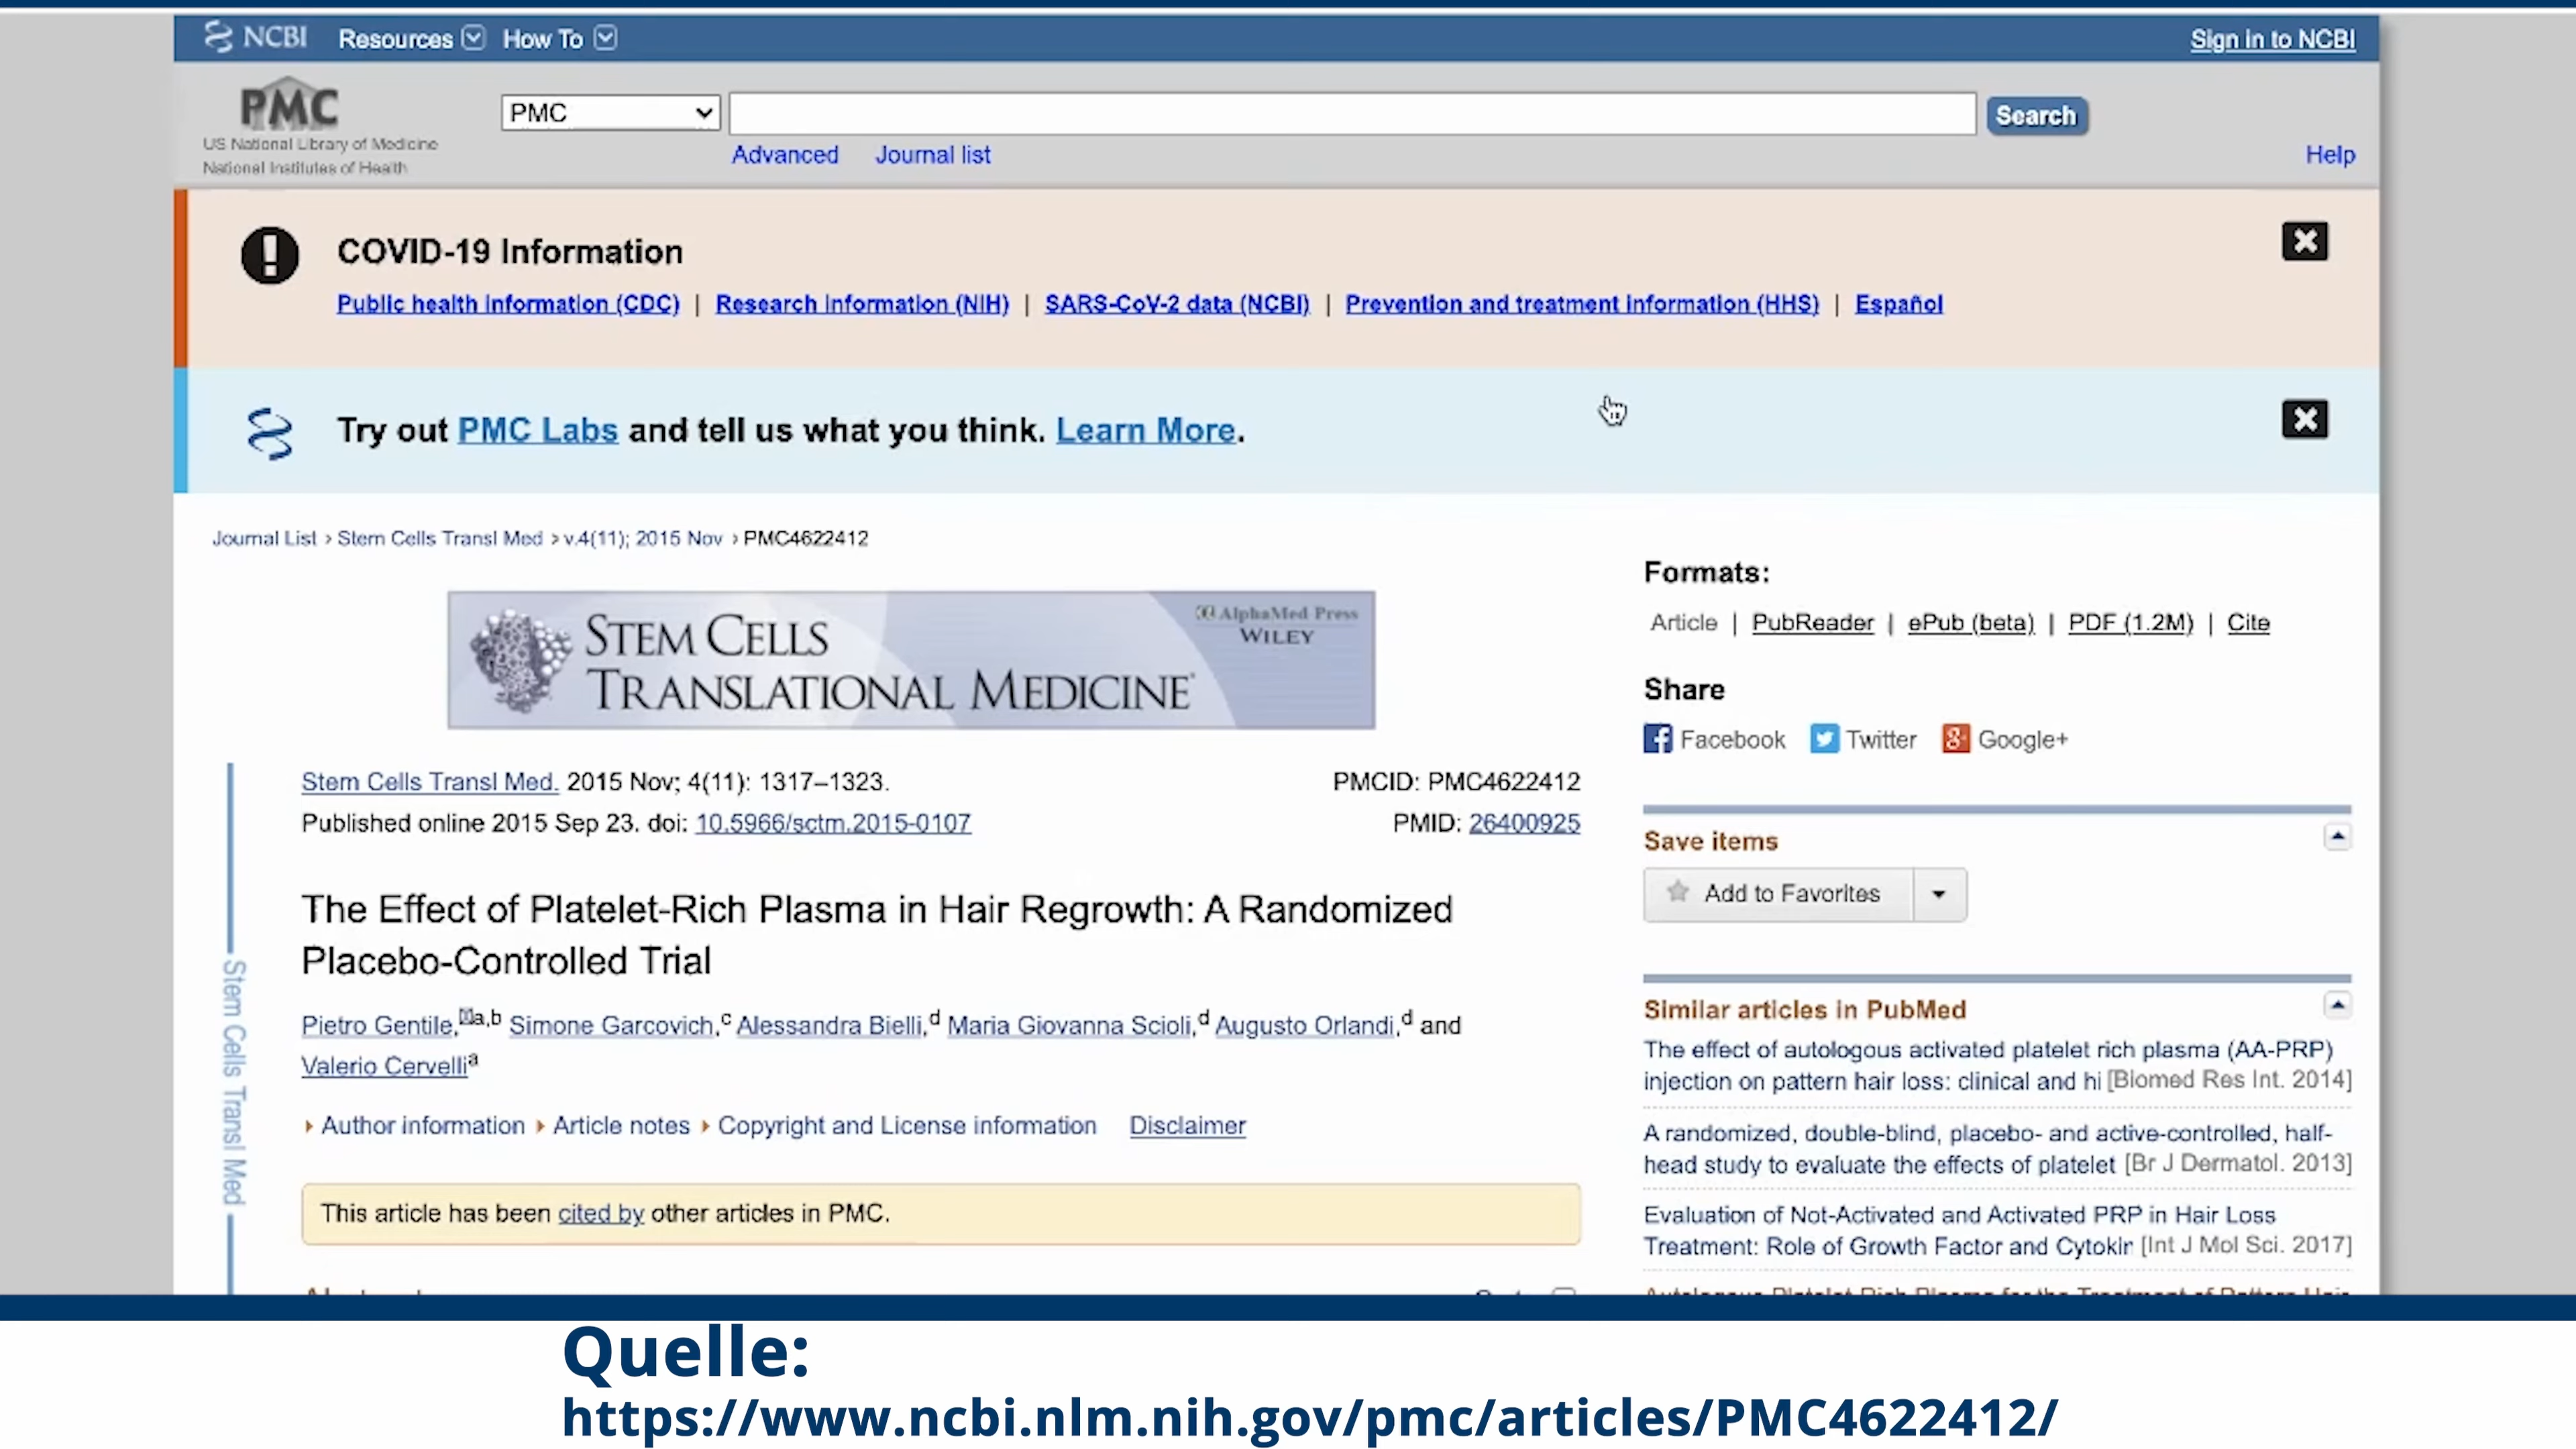 NCBI Resources How To Sign in to NCBI
PMC
US National Library of Medicine
National Institutes of Health
PMC Search
Advanced Journal list Help
COVID-19 Information
Public health information (CDC) | Research information (NIH) | SARS-CoV-2 data (NCBI) | Prevention and treatment information (HHS) | Español
Try out PMC Labs and tell us what you think. Learn More.
Journal List > Stem Cells Transl Med > v.4(11); 2015 Nov > PMC4622412
STEM CELLS
TRANSLATIONAL MEDICINE
AlphaMed Press
WILEY
Stem Cells Transl Med. 2015 Nov; 4(11): 1317–1323.
PMCID: PMC4622412
Published online 2015 Sep 23. doi: 10.5966/sctm.2015-0107
PMID: 26400925
The Effect of Platelet-Rich Plasma in Hair Regrowth: A Randomized
Placebo-Controlled Trial
Pietro Gentile,a,b Simone Garcovich,c Alessandra Bielli,d Maria Giovanna Scioli,d Augusto Orlandi,d and
Valerio Cervellia
Author information Article notes Copyright and License information Disclaimer
This article has been cited by other articles in PMC.
Stem Cells Transl Med
Formats:
Article | PubReader | ePub (beta) | PDF (1.2M) | Cite
Share
Facebook Twitter Google+
Save items
Add to Favorites
Similar articles in PubMed
The effect of autologous activated platelet rich plasma (AA-PRP)
injection on pattern hair loss: clinical and hi [Biomed Res Int. 2014]
A randomized, double-blind, placebo- and active-controlled, half-
head study to evaluate the effects of platelet [Br J Dermatol. 2013]
Evaluation of Not-Activated and Activated PRP in Hair Loss
Treatment: Role of Growth Factor and Cytokin [Int J Mol Sci. 2017]
Quelle:
https://www.ncbi.nlm.nih.gov/pmc/articles/PMC4622412/